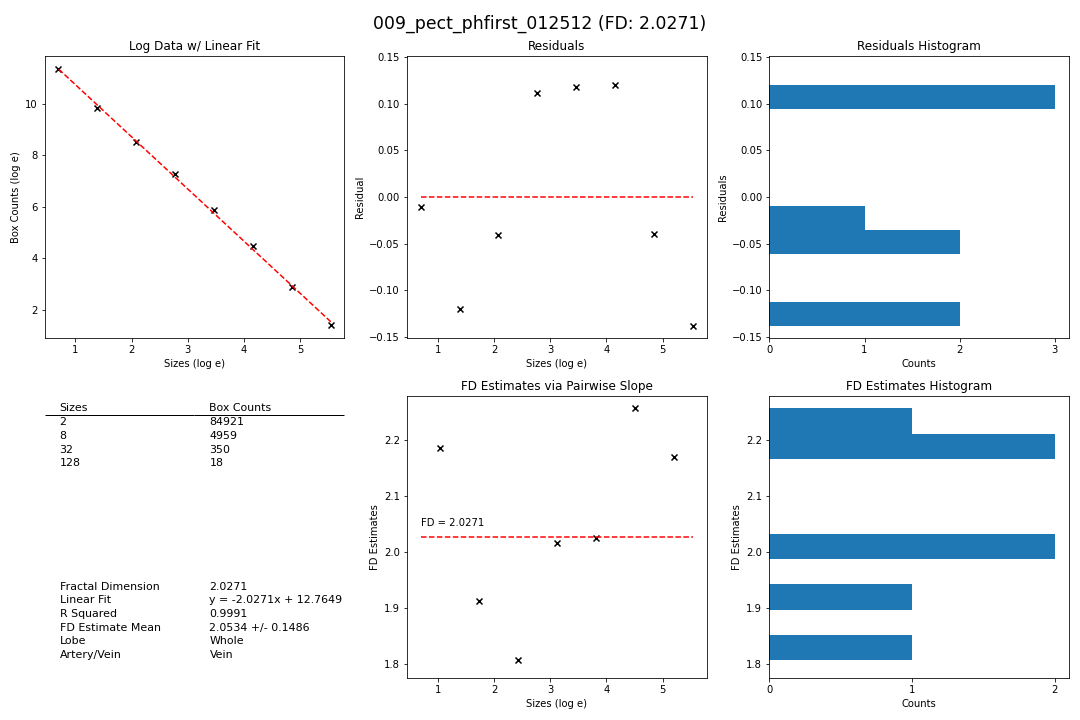 009_pect_phfirst_012512 (FD: 2.0271)
Log Data w/ Linear Fit
Box Counts (log e)
10
8
6
4
2
1 2 3 4 5
Sizes (log e)
Residuals
Residual
0.15
0.10
0.05
0.00
−0.05
−0.10
−0.15
1 2 3 4 5
Sizes (log e)
Residuals Histogram
Residuals
0.15
0.10
0.05
0.00
−0.05
−0.10
−0.15
0 1 2 3
Counts
Sizes Box Counts
2 84921
8 4959
32 350
128 18
Fractal Dimension 2.0271
Linear Fit y = -2.0271x + 12.7649
R Squared 0.9991
FD Estimate Mean 2.0534 +/- 0.1486
Lobe Whole
Artery/Vein Vein
FD Estimates via Pairwise Slope
FD Estimates
2.2
2.1
2.0
1.9
1.8
FD = 2.0271
1 2 3 4 5
Sizes (log e)
FD Estimates Histogram
FD Estimates
2.2
2.1
2.0
1.9
1.8
0 1 2
Counts